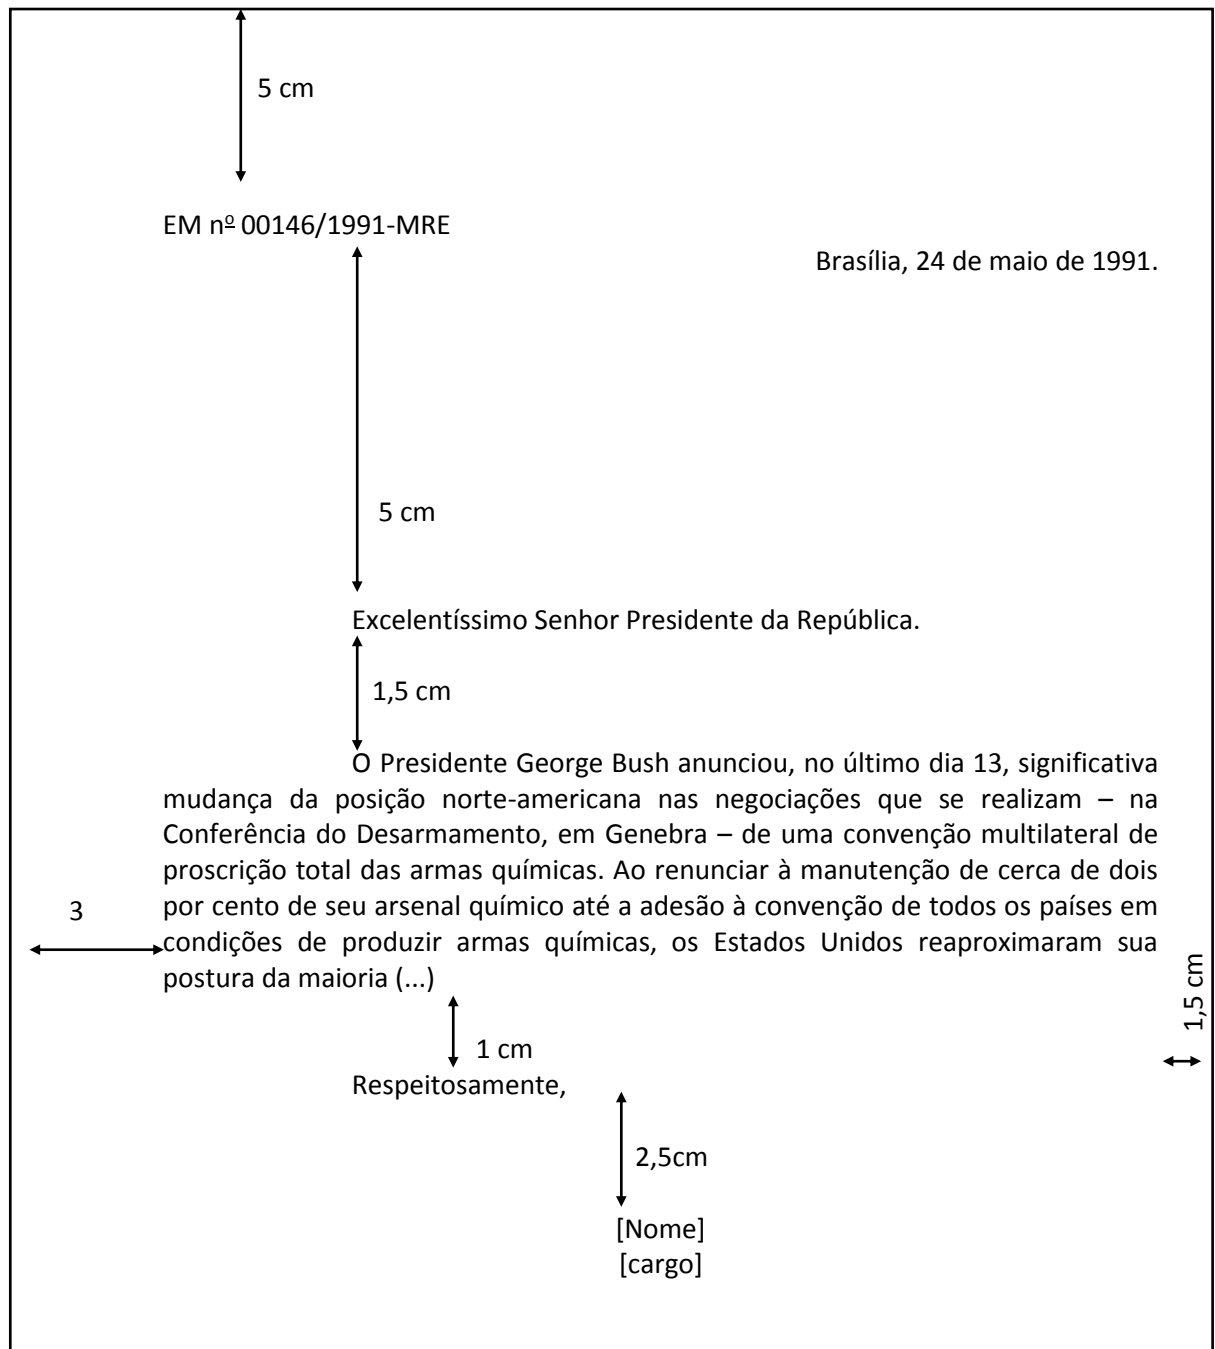 5 cm
EM nº 00146/1991-MRE
Brasília, 24 de maio de 1991.
5 cm
Excelentíssimo Senhor Presidente da República.
1,5 cm
O Presidente George Bush anunciou, no último dia 13, significativa
mudança da posição norte-americana nas negociações que se realizam – na
Conferência do Desarmamento, em Genebra – de uma convenção multilateral de
proscrição total das armas químicas. Ao renunciar à manutenção de cerca de dois
por cento de seu arsenal químico até a adesão à convenção de todos os países em
condições de produzir armas químicas, os Estados Unidos reaproximaram sua
postura da maioria (...)
3
1,5 cm
1 cm
Respeitosamente,
2,5cm
[Nome]
[cargo]